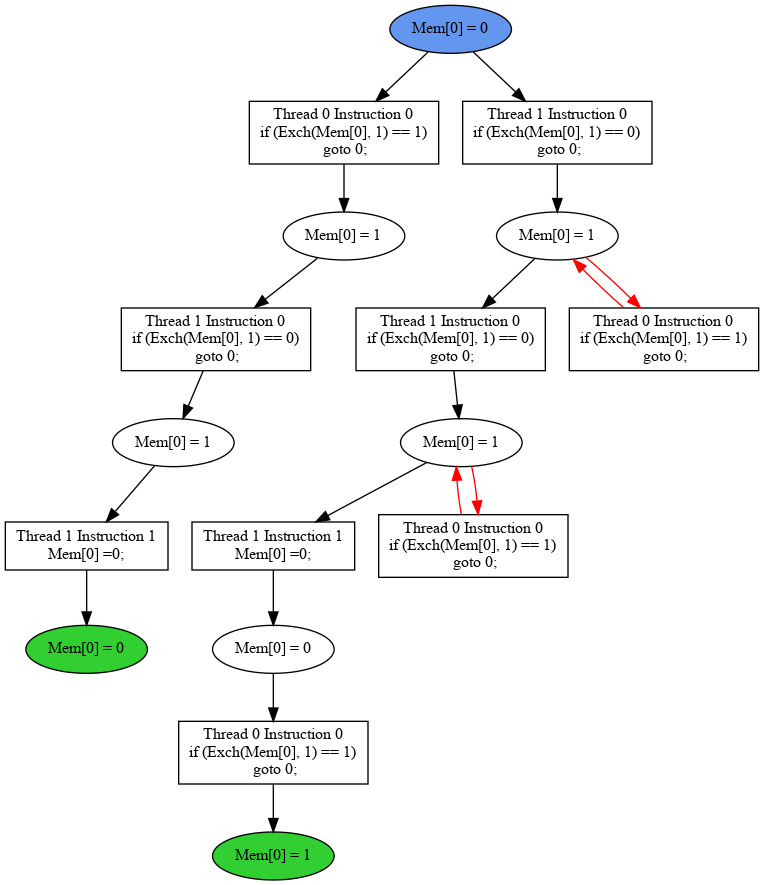 Mem[0] = 0
Thread 0 Instruction 0
if (Exch(Mem[0], 1) == 1)
goto 0;
Thread 1 Instruction 0
if (Exch(Mem[0], 1) == 0)
goto 0;
Mem[0] = 1
Mem[0] = 1
Thread 1 Instruction 0
if (Exch(Mem[0], 1) == 0)
goto 0;
Thread 1 Instruction 0
if (Exch(Mem[0], 1) == 0)
goto 0;
Thread 0 Instruction 0
if (Exch(Mem[0], 1) == 1)
goto 0;
Mem[0] = 1
Mem[0] = 1
Thread 1 Instruction 1
Mem[0] =0;
Thread 1 Instruction 1
Mem[0] =0;
Thread 0 Instruction 0
if (Exch(Mem[0], 1) == 1)
goto 0;
Mem[0] = 0
Mem[0] = 0
Thread 0 Instruction 0
if (Exch(Mem[0], 1) == 1)
goto 0;
Mem[0] = 1